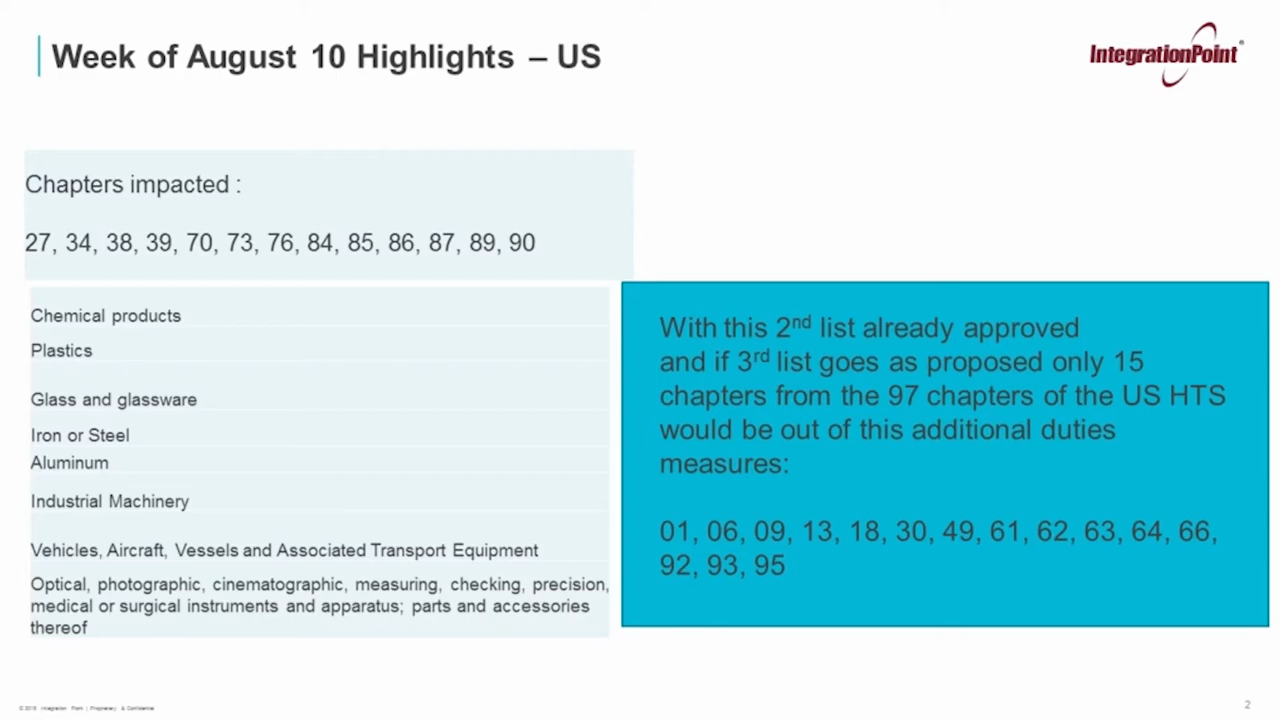 Week of August 10 Highlights – US
IntegrationPoint®
Chapters impacted :
27, 34, 38, 39, 70, 73, 76, 84, 85, 86, 87, 89, 90
Chemical products
Plastics
Glass and glassware
Iron or Steel
Aluminum
Industrial Machinery
Vehicles, Aircraft, Vessels and Associated Transport Equipment
Optical, photographic, cinematographic, measuring, checking, precision,
medical or surgical instruments and apparatus; parts and accessories
thereof
With this 2nd list already approved
and if 3rd list goes as proposed only 15
chapters from the 97 chapters of the US HTS
would be out of this additional duties
measures:
01, 06, 09, 13, 18, 30, 49, 61, 62, 63, 64, 66,
92, 93, 95
Integration Point | Proprietary & Confidential
2